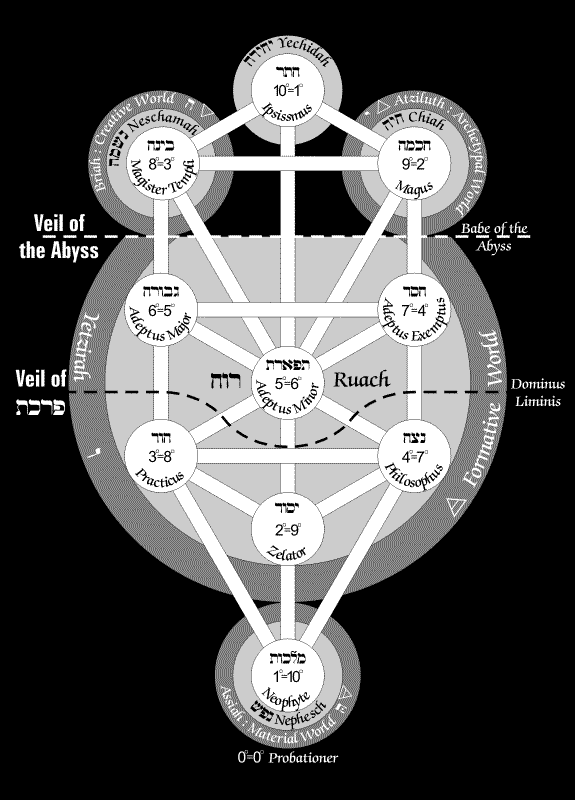 יחידה Yechidah
כתר
10°=1°
Ipsissimus
Briah : Creative World ה
נשמה Neschamah
בינה
8°=3°
Magister Templi
י Atziluth : Archetypal World
חיה Chiah
חכמה
9°=2°
Magus
Veil of
the Abyss
Babe of the
Abyss
Yetzirah
גבורה
6°=5°
Adeptus Major
חסד
7°=4°
Adeptus Exemptus
תפארת
5°=6°
Adeptus Minor
רוח
Ruach
Formative World
Veil of
פרכת
Dominus
Liminis
ו
הוד
3°=8°
Practicus
נצח
4°=7°
Philosophus
יסוד
2°=9°
Zelator
מלכות
1°=10°
Neophyte
נפש Nephesch
Assiah : Material World ה
0°=0° Probationer